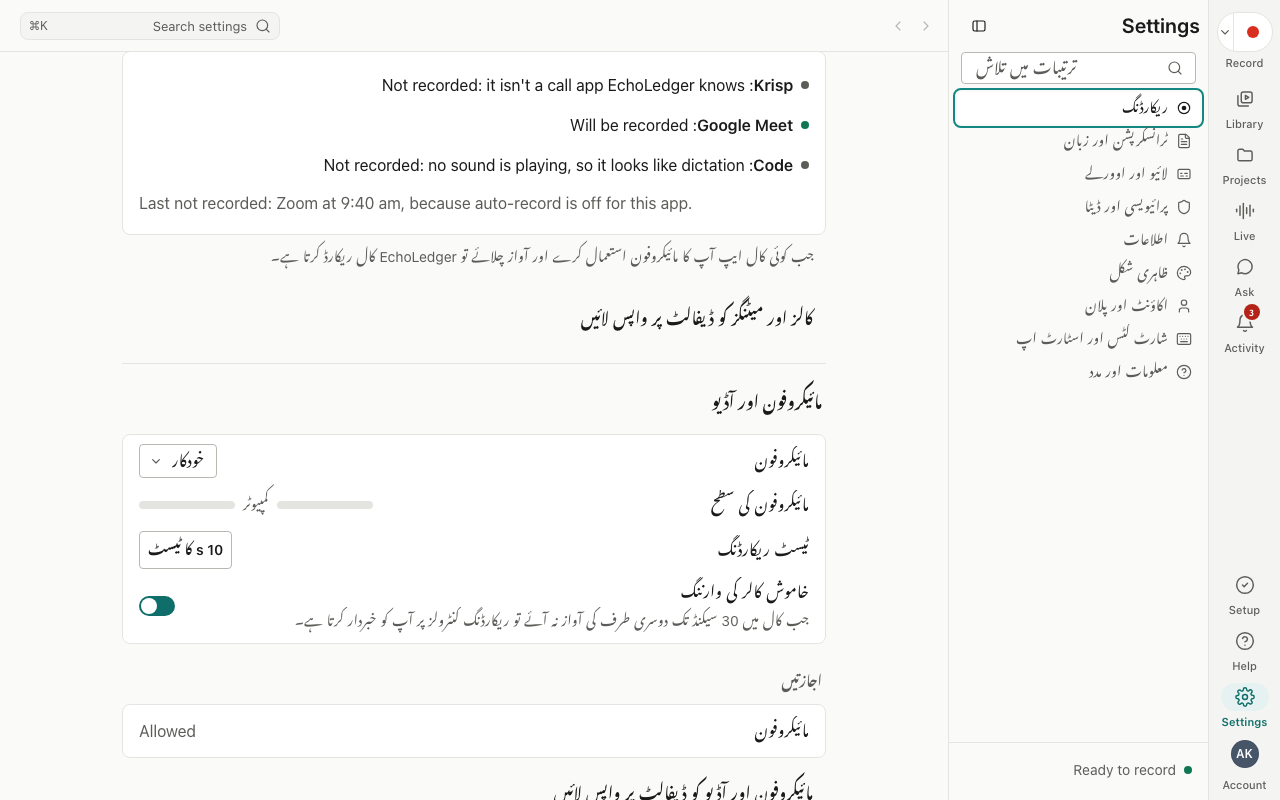 Record
Library
Projects
Live
Ask
3
Activity
Setup
Help
Settings
AK
Account
Settings
ترتیبات میں تلاش
ریکارڈنگ
ٹرانسکرپشن اور زبان
لائیو اور اوورلے
پرائیویسی اور ڈیٹا
اطلاعات
ظاہری شکل
اکاؤنٹ اور پلان
شارٹ کٹس اور اسٹارٹ اپ
معلومات اور مدد
Ready to record
Search settings
⌘K
Krisp: Not recorded: it isn't a call app EchoLedger knows
Google Meet: Will be recorded
Code: Not recorded: no sound is playing, so it looks like dictation
Last not recorded: Zoom at 9:40 am, because auto-record is off for this app.
جب کوئی کال ایپ آپ کا مائیکروفون استعمال کرے اور آواز چلائے تو EchoLedger کال ریکارڈ کرتا ہے۔
کالز اور میٹنگز کو ڈیفالٹ پر واپس لائیں
مائیکروفون اور آڈیو
مائیکروفون
خودکار
مائیکروفون کی سطح
کمپیوٹر
ٹیسٹ ریکارڈنگ
10 s کا ٹیسٹ
خاموش کالر کی وارننگ
جب کال میں 30 سیکنڈ تک دوسری طرف کی آواز نہ آئے تو ریکارڈنگ کنٹرولز پر آپ کو خبردار کرتا ہے۔
اجازتیں
مائیکروفون
Allowed
مائیکروفون اور آڈیو کو ڈیفالٹ پر واپس لائیں